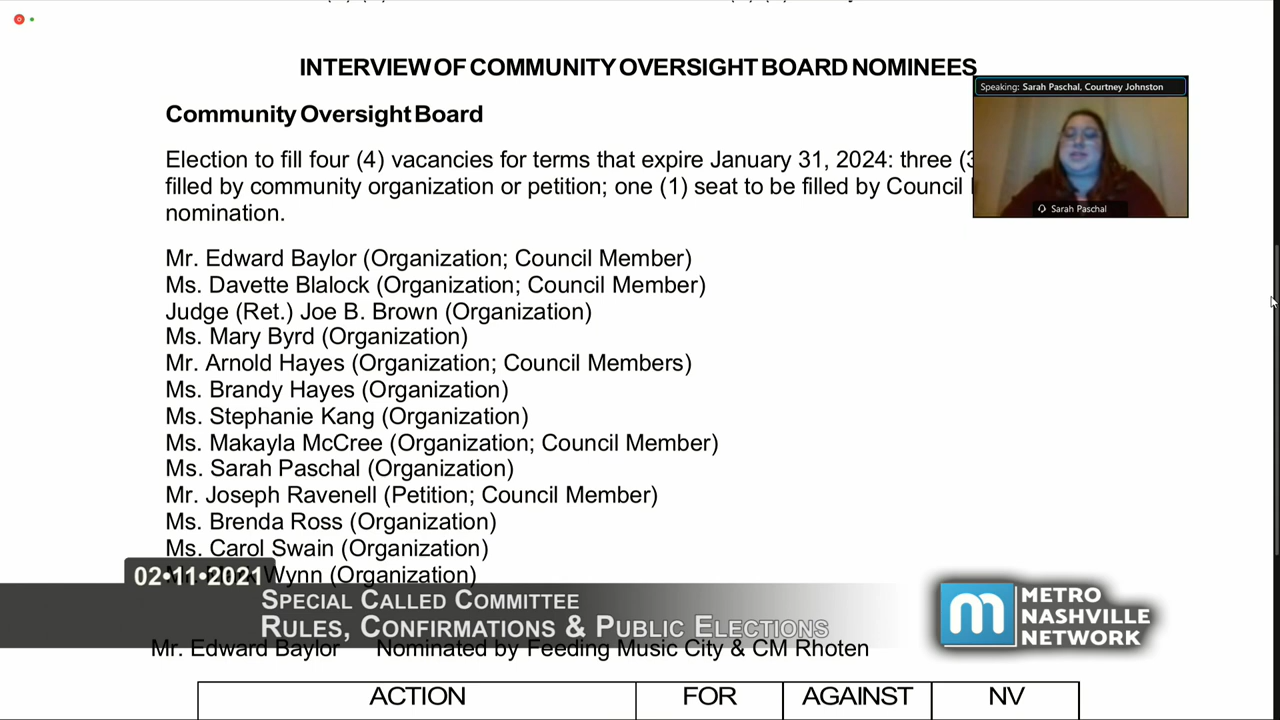 INTERVIEW OF COMMUNITY OVERSIGHT BOARD NOMINEES
Speaking: Sarah Paschal, Courtney Johnston
Sarah Paschal
Community Oversight Board
Election to fill four (4) vacancies for terms that expire January 31, 2024: three (3
filled by community organization or petition; one (1) seat to be filled by Council
nomination.
Mr. Edward Baylor (Organization; Council Member)
Ms. Davette Blalock (Organization; Council Member)
Judge (Ret.) Joe B. Brown (Organization)
Ms. Mary Byrd (Organization)
Mr. Arnold Hayes (Organization; Council Members)
Ms. Brandy Hayes (Organization)
Ms. Stephanie Kang (Organization)
Ms. Makayla McCree (Organization; Council Member)
Ms. Sarah Paschal (Organization)
Mr. Joseph Ravenell (Petition; Council Member)
Ms. Brenda Ross (Organization)
Ms. Carol Swain (Organization)
Wynn (Organization)
02•11•2021
SPECIAL CALLED COMMITTEE
RULES, CONFIRMATIONS & PUBLIC ELECTIONS
METRO
NASHVILLE
NETWORK
Mr. Edward Baylor Nominated by Feeding Music City & CM Rhoten
ACTION FOR AGAINST NV